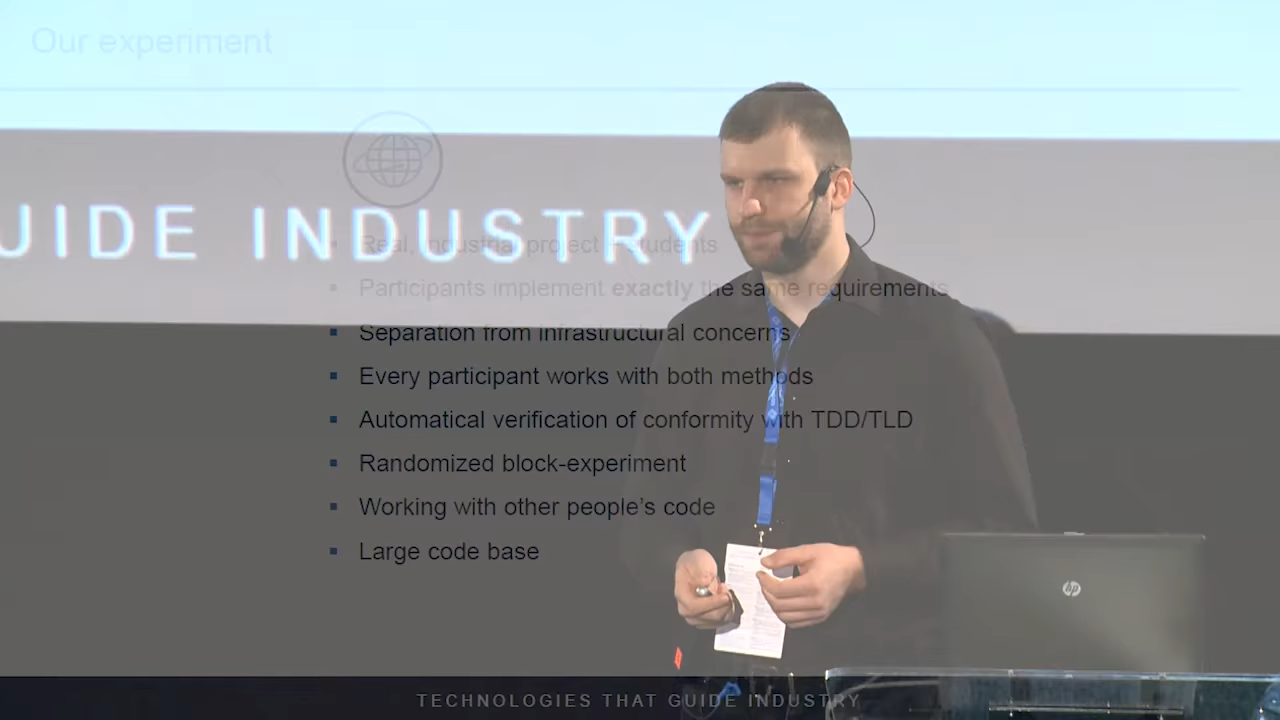 Our experiment
UIDE INDUSTRY
Real, industrial project – students
Participants implement exactly the same requirements
Separation from infrastructural concerns
Every participant works with both methods
Automatical verification of conformity with TDD/TLD
Randomized block-experiment
Working with other people’s code
Large code base
hp
TECHNOLOGIES THAT GUIDE INDUSTRY